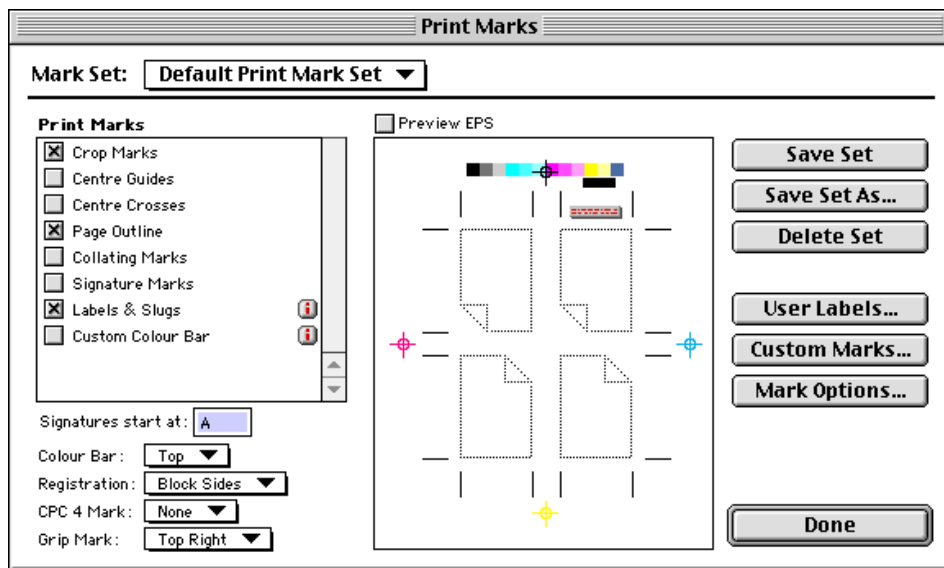 Print Marks
Mark Set: Default Print Mark Set
Print Marks
Crop Marks
Centre Guides
Centre Crosses
Page Outline
Collating Marks
Signature Marks
Labels & Slugs
Custom Colour Bar
Signatures start at: A
Colour Bar: Top
Registration: Block Sides
CPC 4 Mark: None
Grip Mark: Top Right
Preview EPS
Save Set
Save Set As...
Delete Set
User Labels...
Custom Marks...
Mark Options...
Done